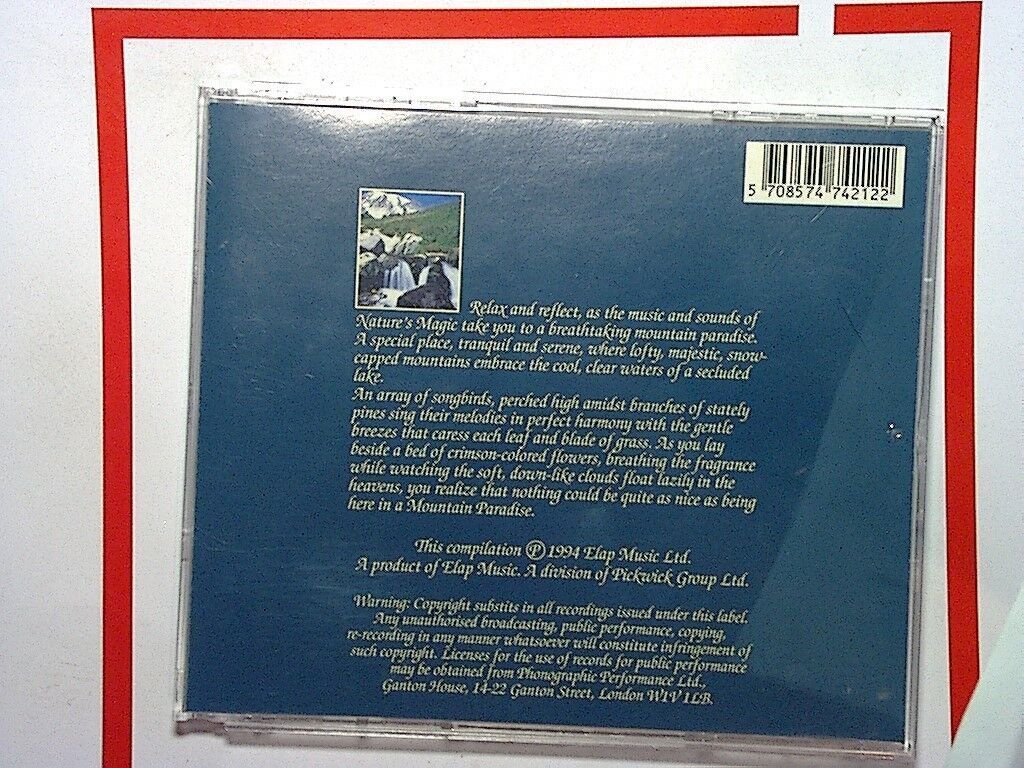 5 708574 742122
Relax and reflect, as the music and sounds of
Nature's Magic take you to a breathtaking mountain paradise.
A special place, tranquil and serene, where lofty, majestic, snow-
capped mountains embrace the cool, clear waters of a secluded
lake.
An array of songbirds, perched high amidst branches of stately
pines sing their melodies in perfect harmony with the gentle
breezes that caress each leaf and blade of grass. As you lay
beside a bed of crimson-colored flowers, breathing the fragrance
while watching the soft, down-like clouds float lazily in the
heavens, you realize that nothing could be quite as nice as being
here in a Mountain Paradise.
This compilation Ⓟ 1994 Elap Music Ltd.
A product of Elap Music. A division of Pickwick Group Ltd.
Warning: Copyright substits in all recordings issued under this label.
Any unauthorised broadcasting, public performance, copying,
re-recording in any manner whatsoever will constitute infringement of
such copyright. Licenses for the use of records for public performance
may be obtained from Phonographic Performance Ltd.,
Ganton House, 14-22 Ganton Street, London W1V 1LB.